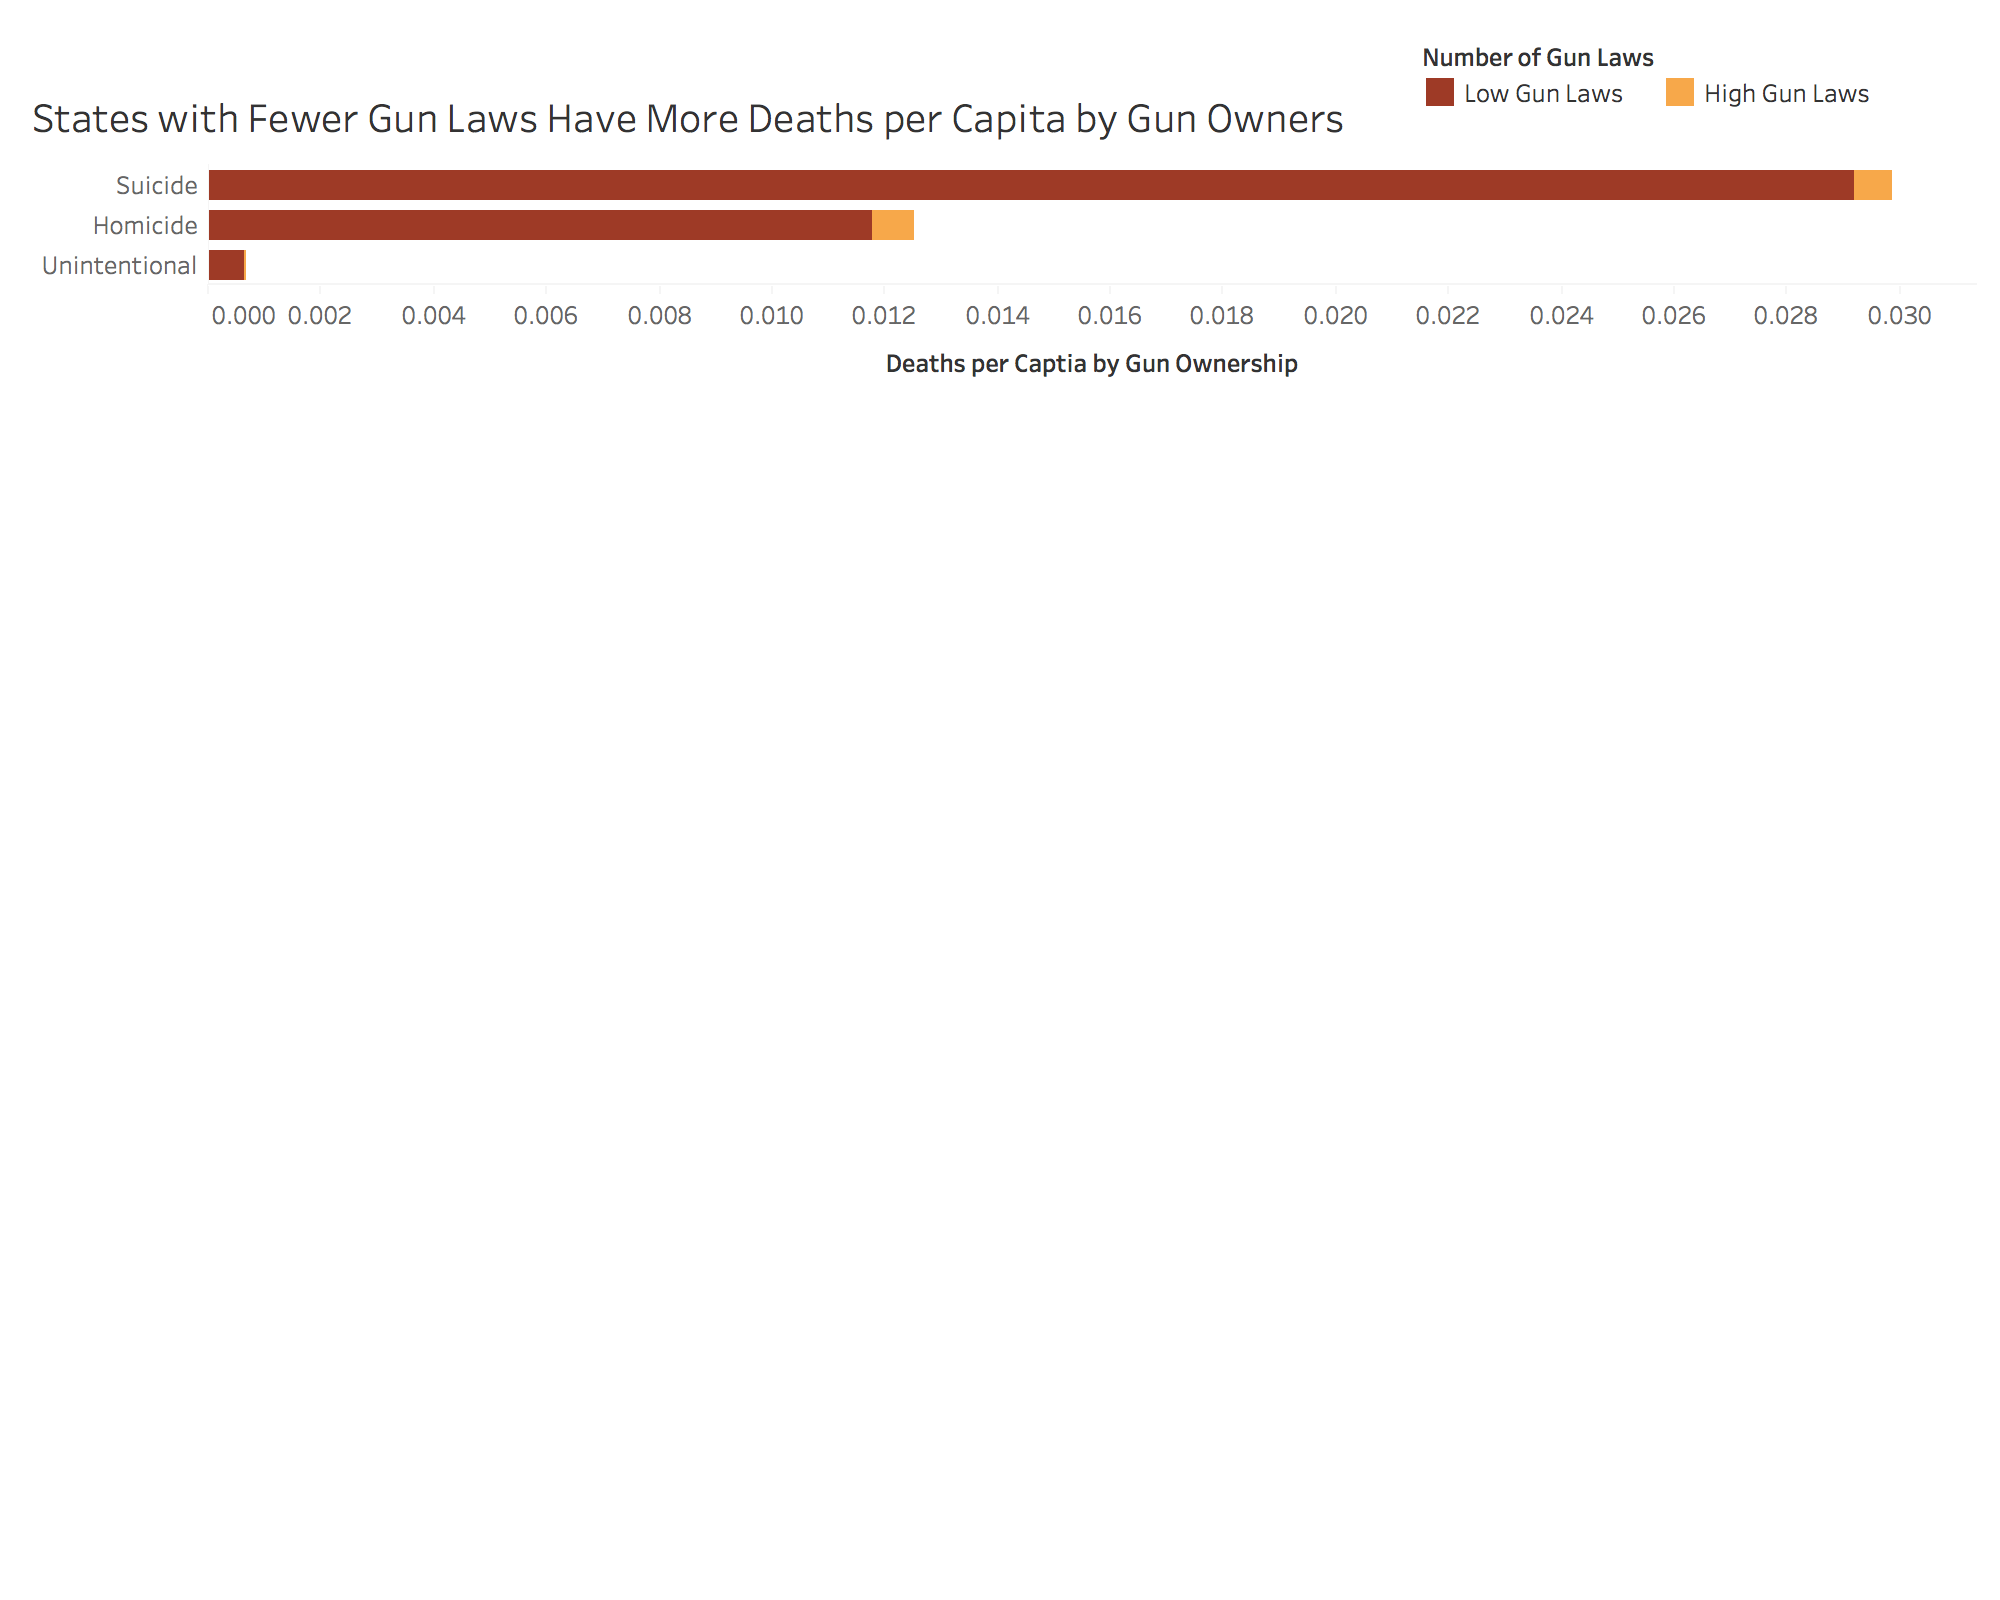 Number of Gun Laws
Low Gun Laws High Gun Laws
States with Fewer Gun Laws Have More Deaths per Capita by Gun Owners
Suicide
Homicide
Unintentional
0.000 0.002 0.004 0.006 0.008 0.010 0.012 0.014 0.016 0.018 0.020 0.022 0.024 0.026 0.028 0.030
Deaths per Captia by Gun Ownership